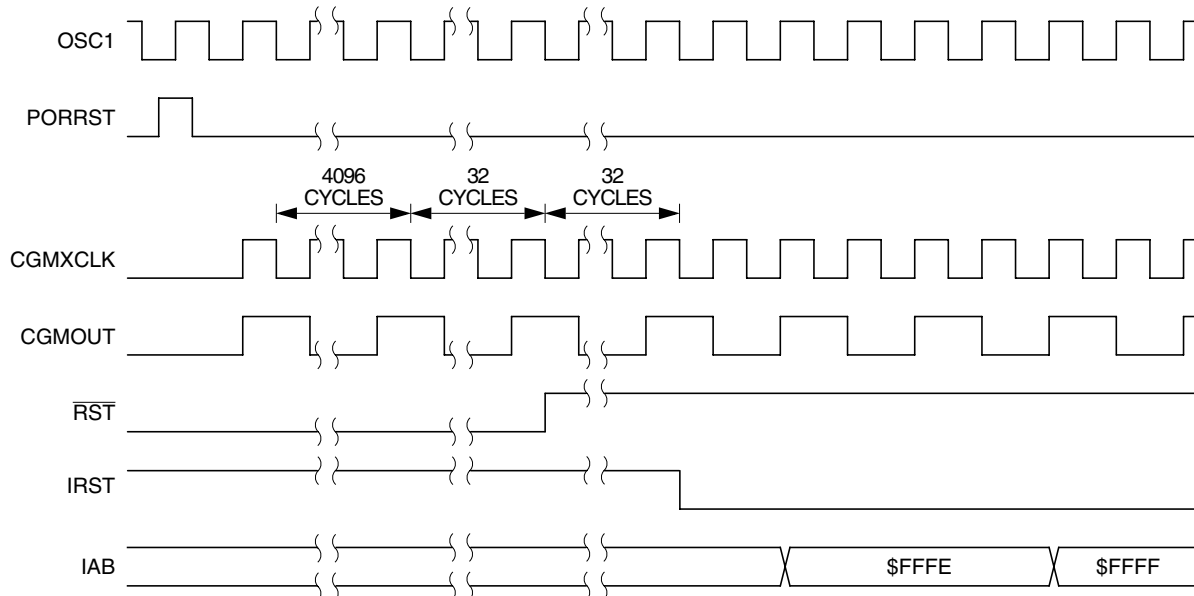 OSC1
PORRST
4096
CYCLES
32
CYCLES
32
CYCLES
CGMXCLK
CGMOUT
RST
IRST
IAB
$FFFE
$FFFF